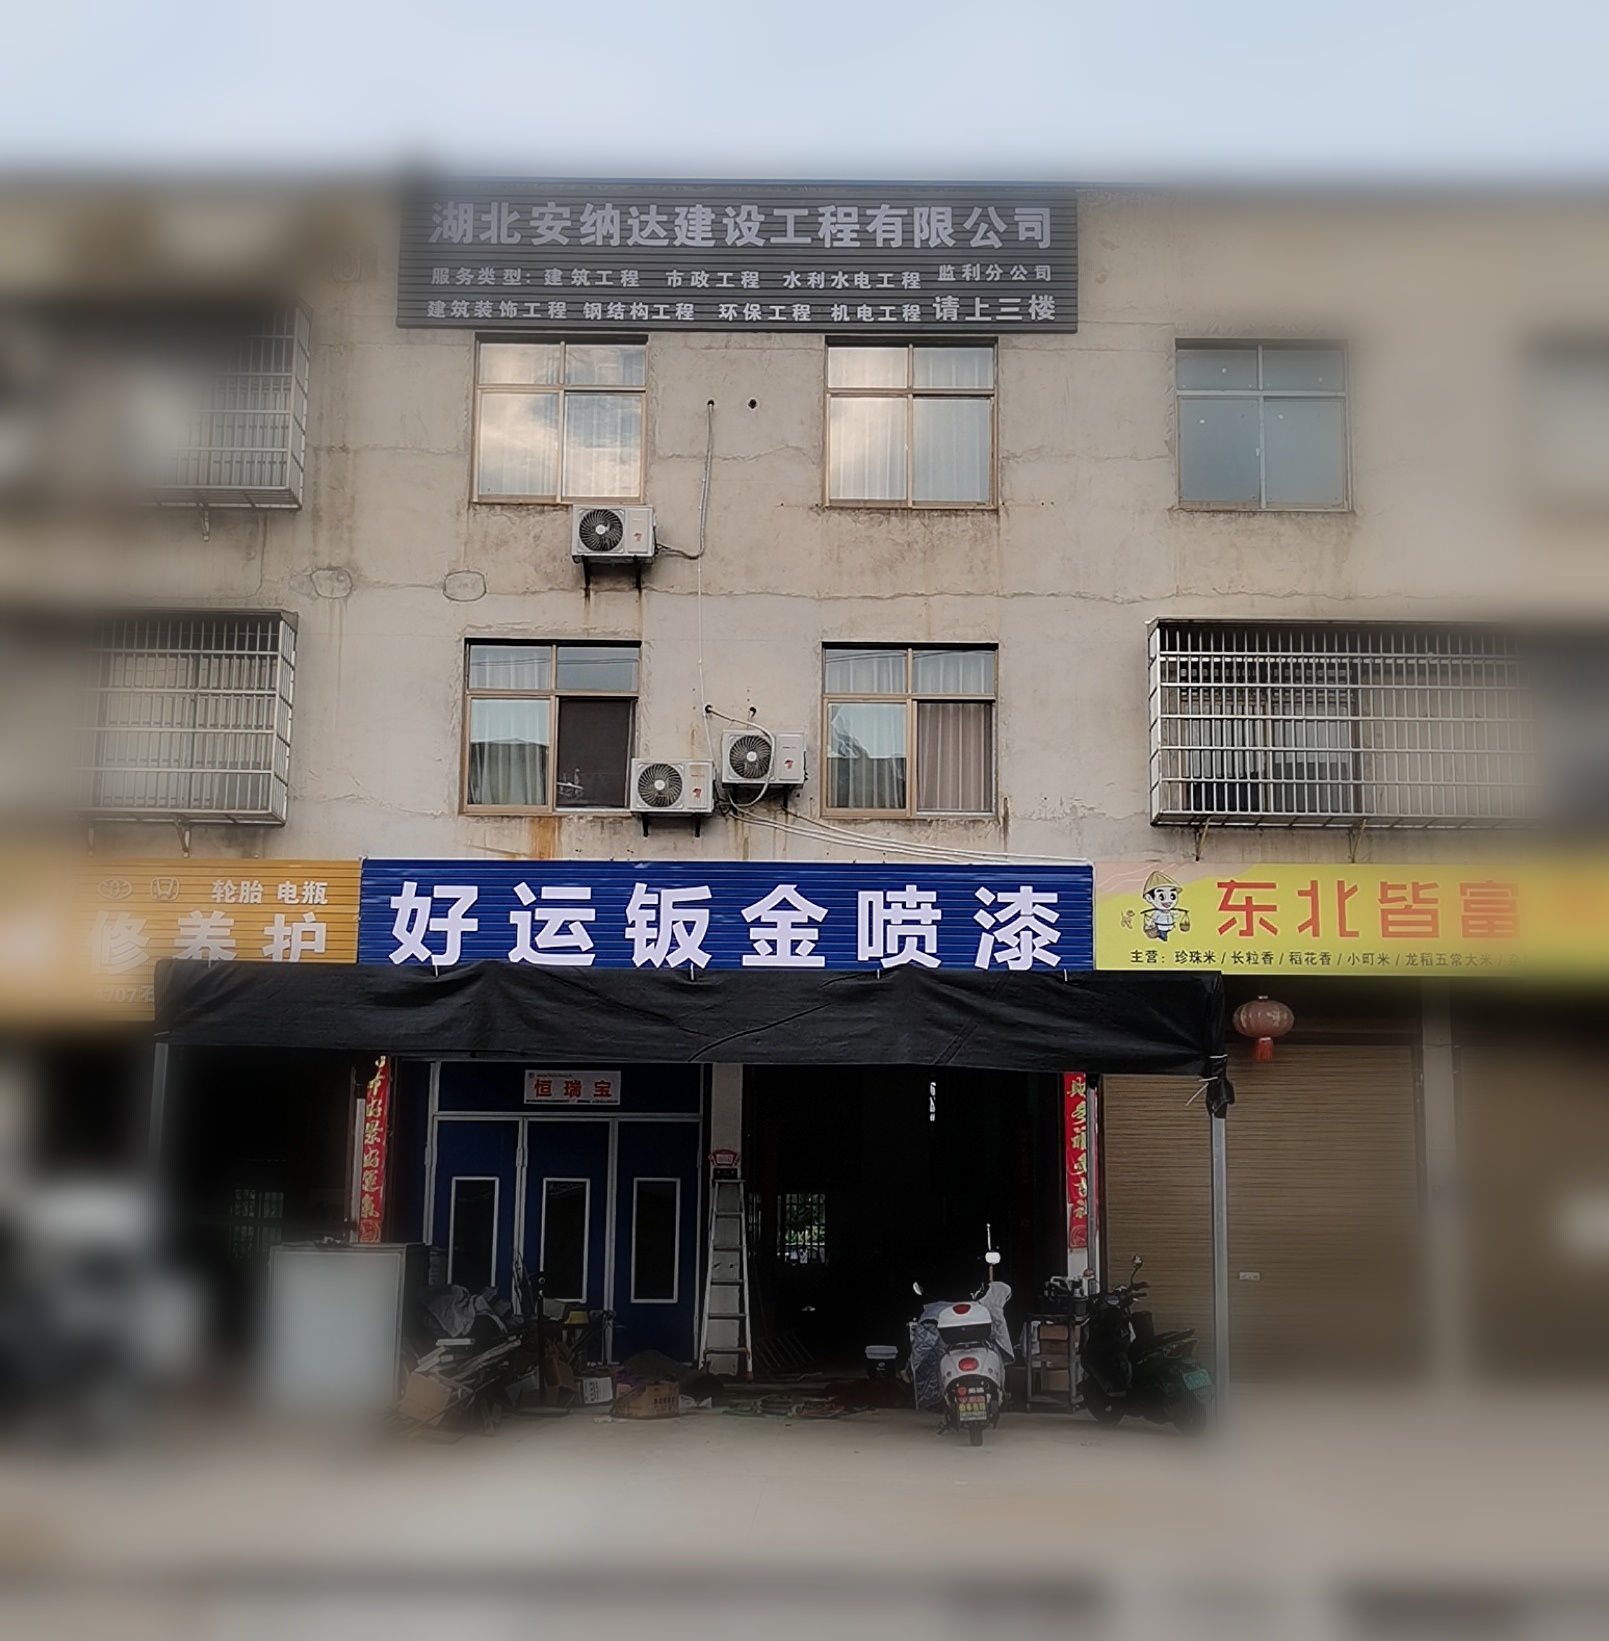 湖北安纳达建设工程有限公司
服务类型：建筑工程 市政工程 水利水电工程 监利分公司
建筑装饰工程 钢结构工程 环保工程 机电工程 请上三楼
轮胎 电瓶
修养护
好运钣金喷漆
东北皆富
主营：珍珠米/长粒香/稻花香/小町米/龙稻五常大米/
恒瑞宝